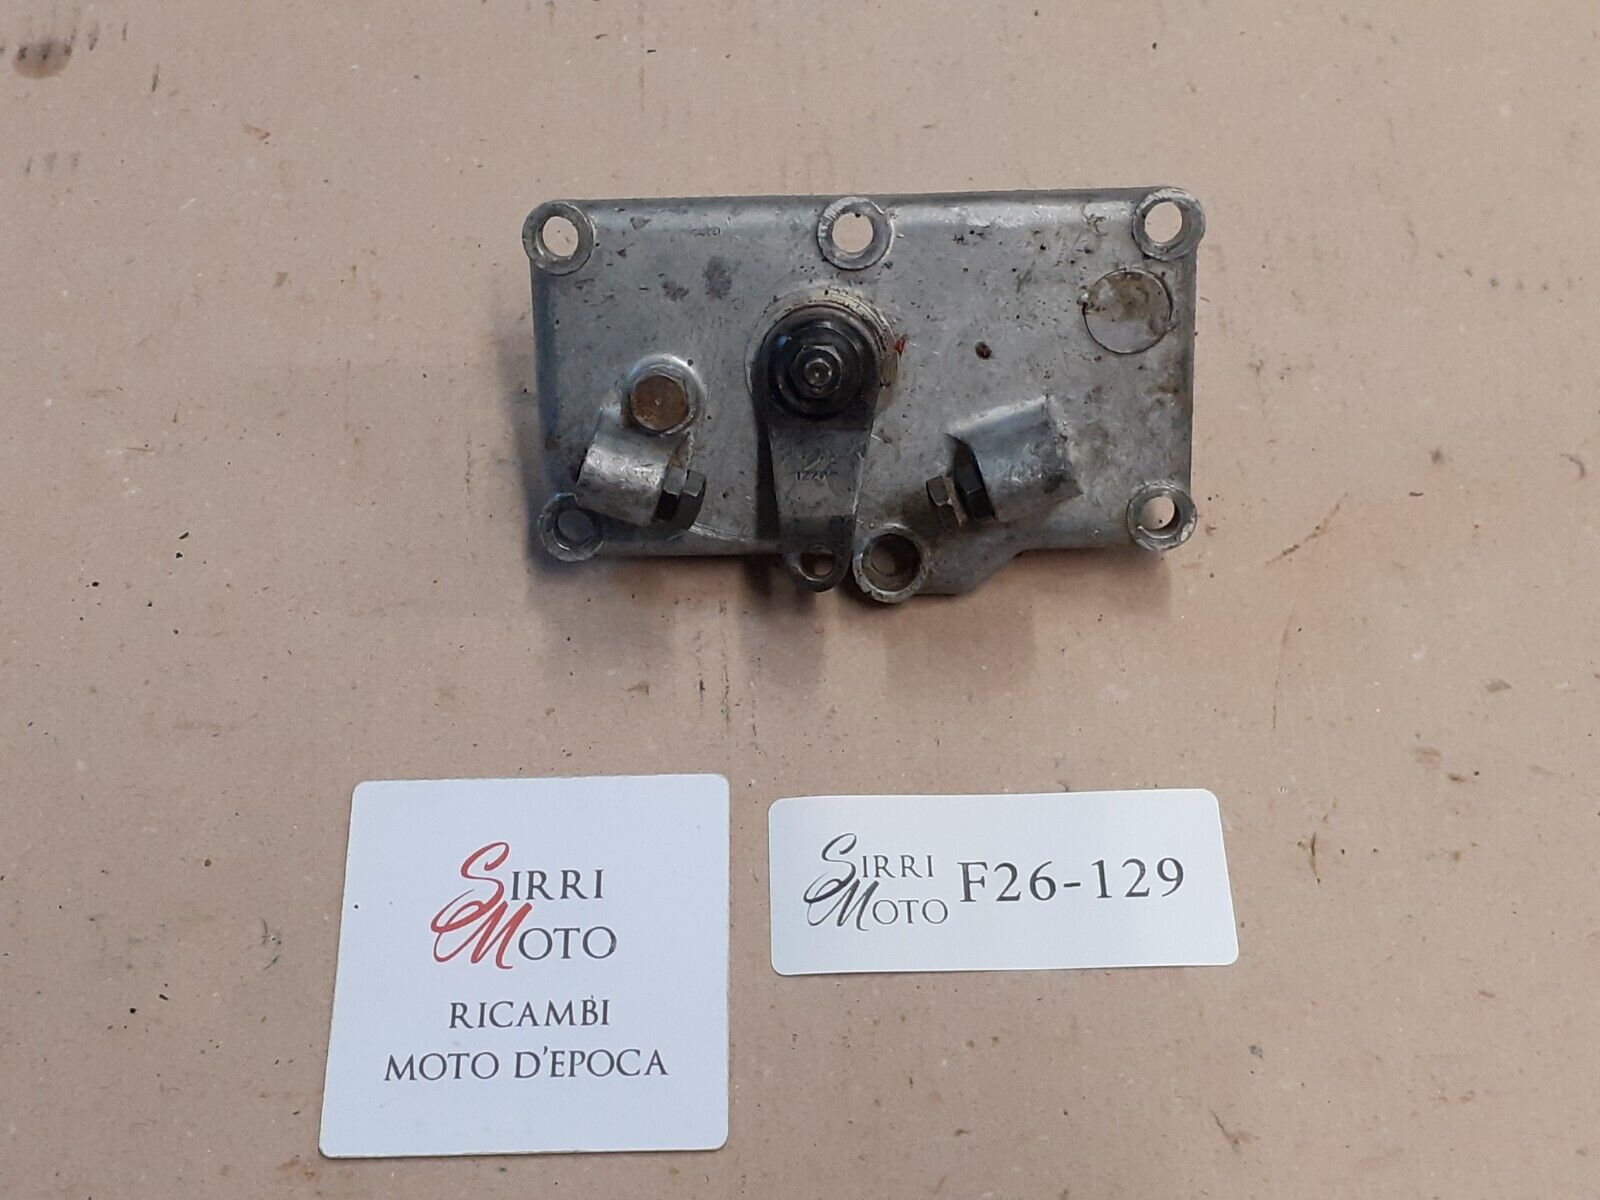 SIRRI
MOTO
RICAMBI
MOTO D'EPOCA
SIRRI
MOTO
F26-129